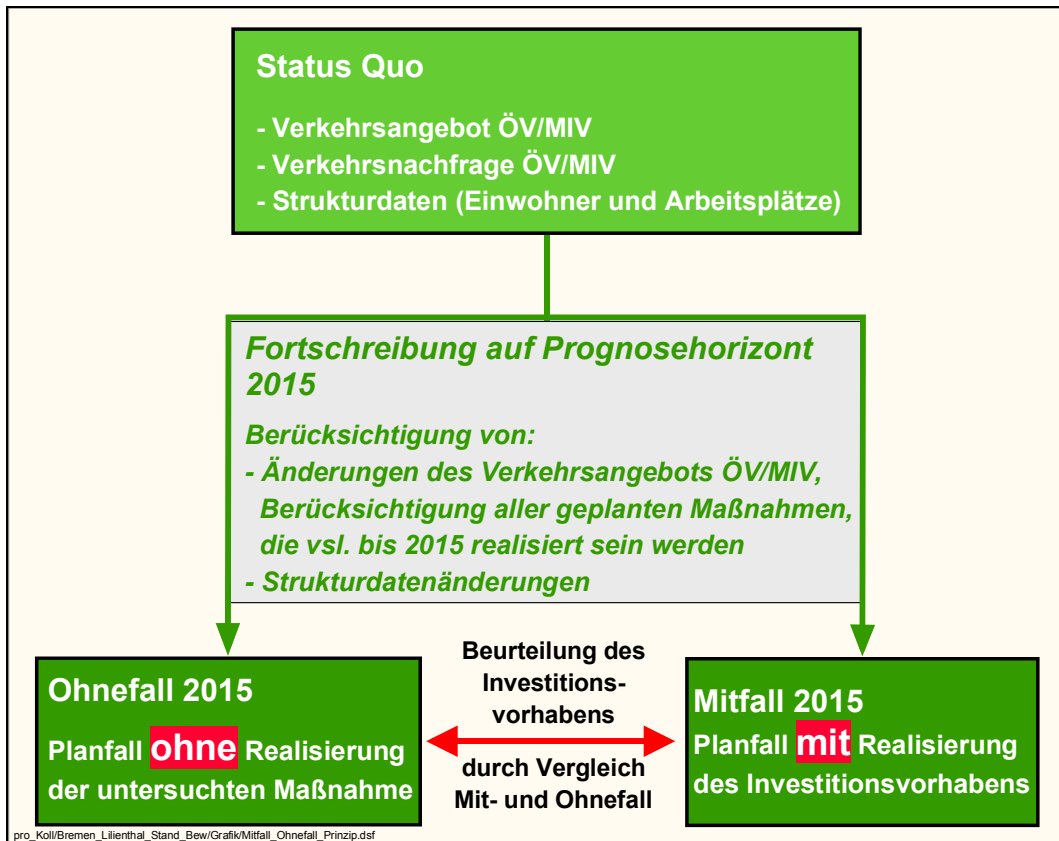 Status Quo
- Verkehrsangebot ÖV/MIV
- Verkehrsnachfrage ÖV/MIV
- Strukturdaten (Einwohner und Arbeitsplätze)
Fortschreibung auf Prognosehorizont
2015
Berücksichtigung von:
- Änderungen des Verkehrsangebots ÖV/MIV,
Berücksichtigung aller geplanten Maßnahmen,
die vsl. bis 2015 realisiert sein werden
- Strukturdatenänderungen
Ohnefall 2015
Planfall ohne Realisierung
der untersuchten Maßnahme
Beurteilung des
Investitions-
vorhabens
durch Vergleich
Mit- und Ohnefall
Mitfall 2015
Planfall mit Realisierung
des Investitionsvorhabens
pro_Koll/Bremen_Lilienthal_Stand_Bew/Grafik/Mitfall_Ohnefall_Prinzip.dsf